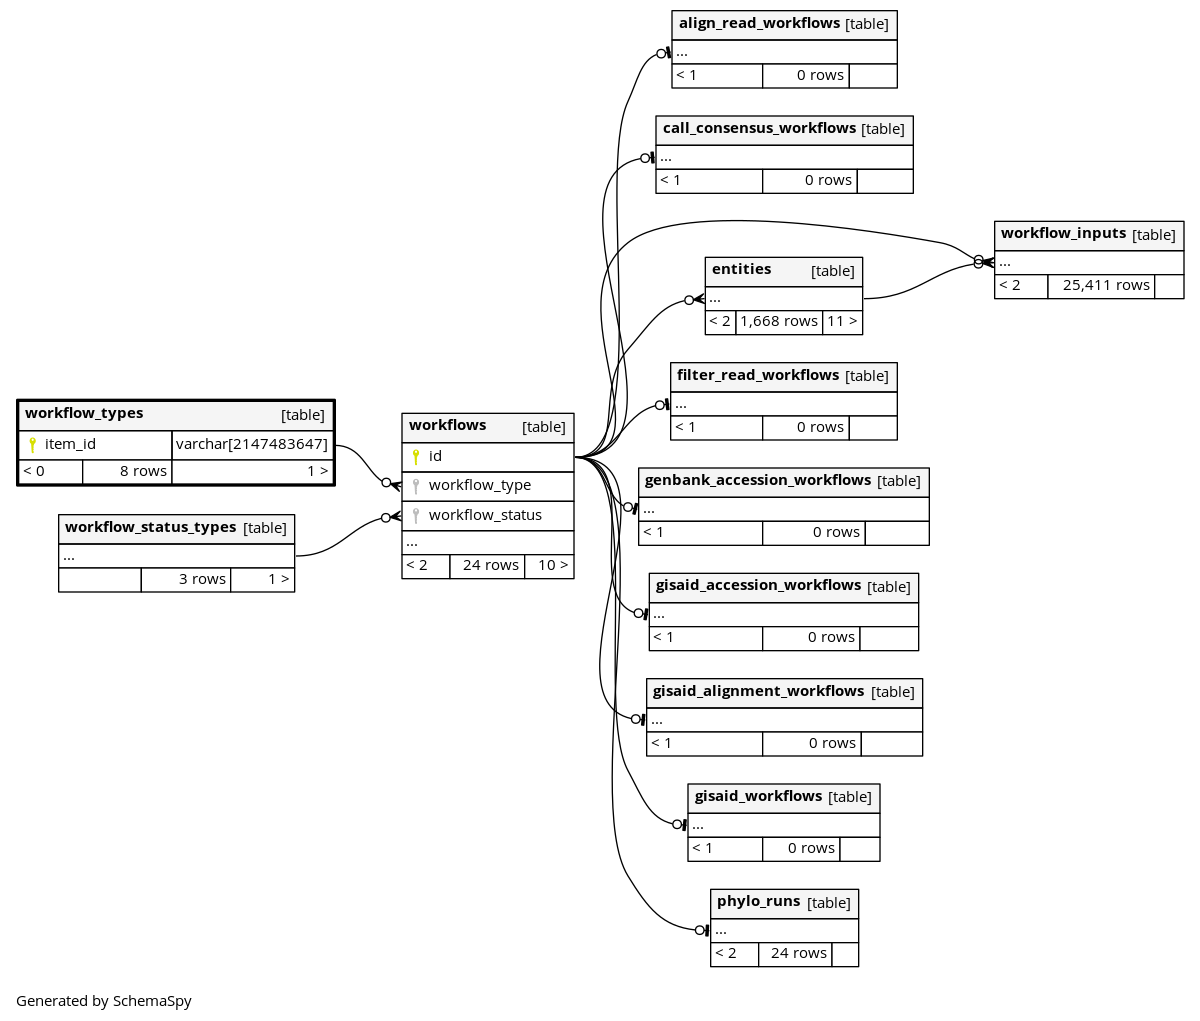 align_read_workflows [table]
...
< 1 0 rows
call_consensus_workflows [table]
...
< 1 0 rows
workflow_inputs [table]
...
< 2 25,411 rows
entities [table]
...
< 2 1,668 rows 11 >
filter_read_workflows [table]
...
< 1 0 rows
workflow_types [table]
item_id varchar[2147483647]
< 0 8 rows 1 >
workflows [table]
id
workflow_type
workflow_status
...
< 2 24 rows 10 >
workflow_status_types [table]
...
3 rows 1 >
genbank_accession_workflows [table]
...
< 1 0 rows
gisaid_accession_workflows [table]
...
< 1 0 rows
gisaid_alignment_workflows [table]
...
< 1 0 rows
gisaid_workflows [table]
...
< 1 0 rows
phylo_runs [table]
...
< 2 24 rows
Generated by SchemaSpy